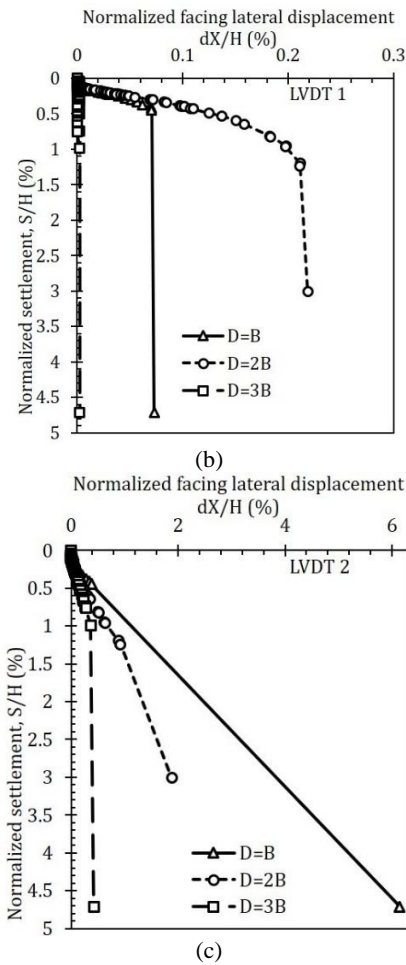 Normalized facing lateral displacement
dX/H (%)
0 0.1 0.2 0.3
LVDT 1
Normalized settlement, S/H (%)
0
0.5
1
1.5
2
2.5
3
3.5
4
4.5
5
D=B
D=2B
D=3B
(b)
Normalized facing lateral displacement
dX/H (%)
0 2 4 6
LVDT 2
Normalized settlement, S/H (%)
0
0.5
1
1.5
2
2.5
3
3.5
4
4.5
5
D=B
D=2B
D=3B
(c)